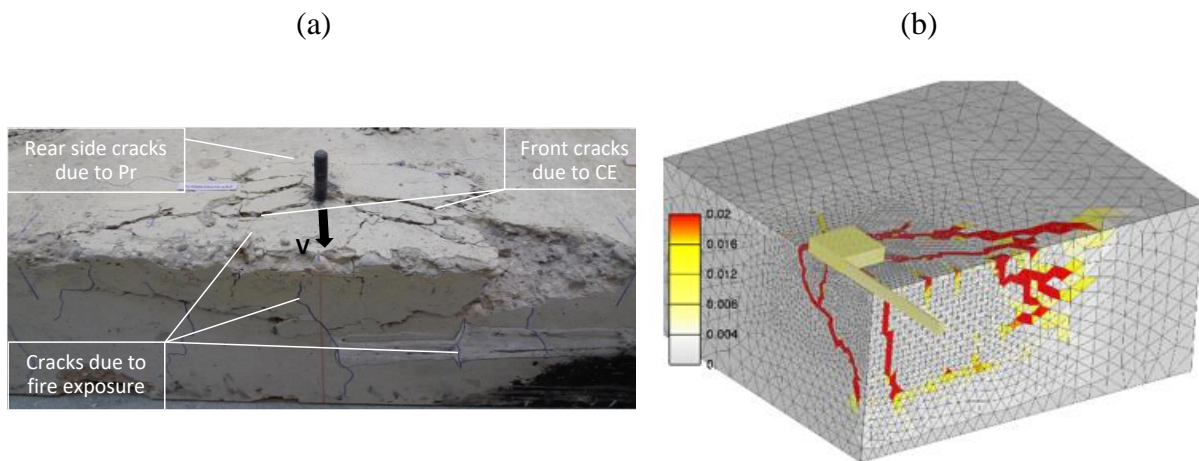 (a)
(b)
Rear side cracks
due to Pr
Front cracks
due to CE
V
Cracks due to
fire exposure
0.02
0.016
0.012
0.008
0.004
0